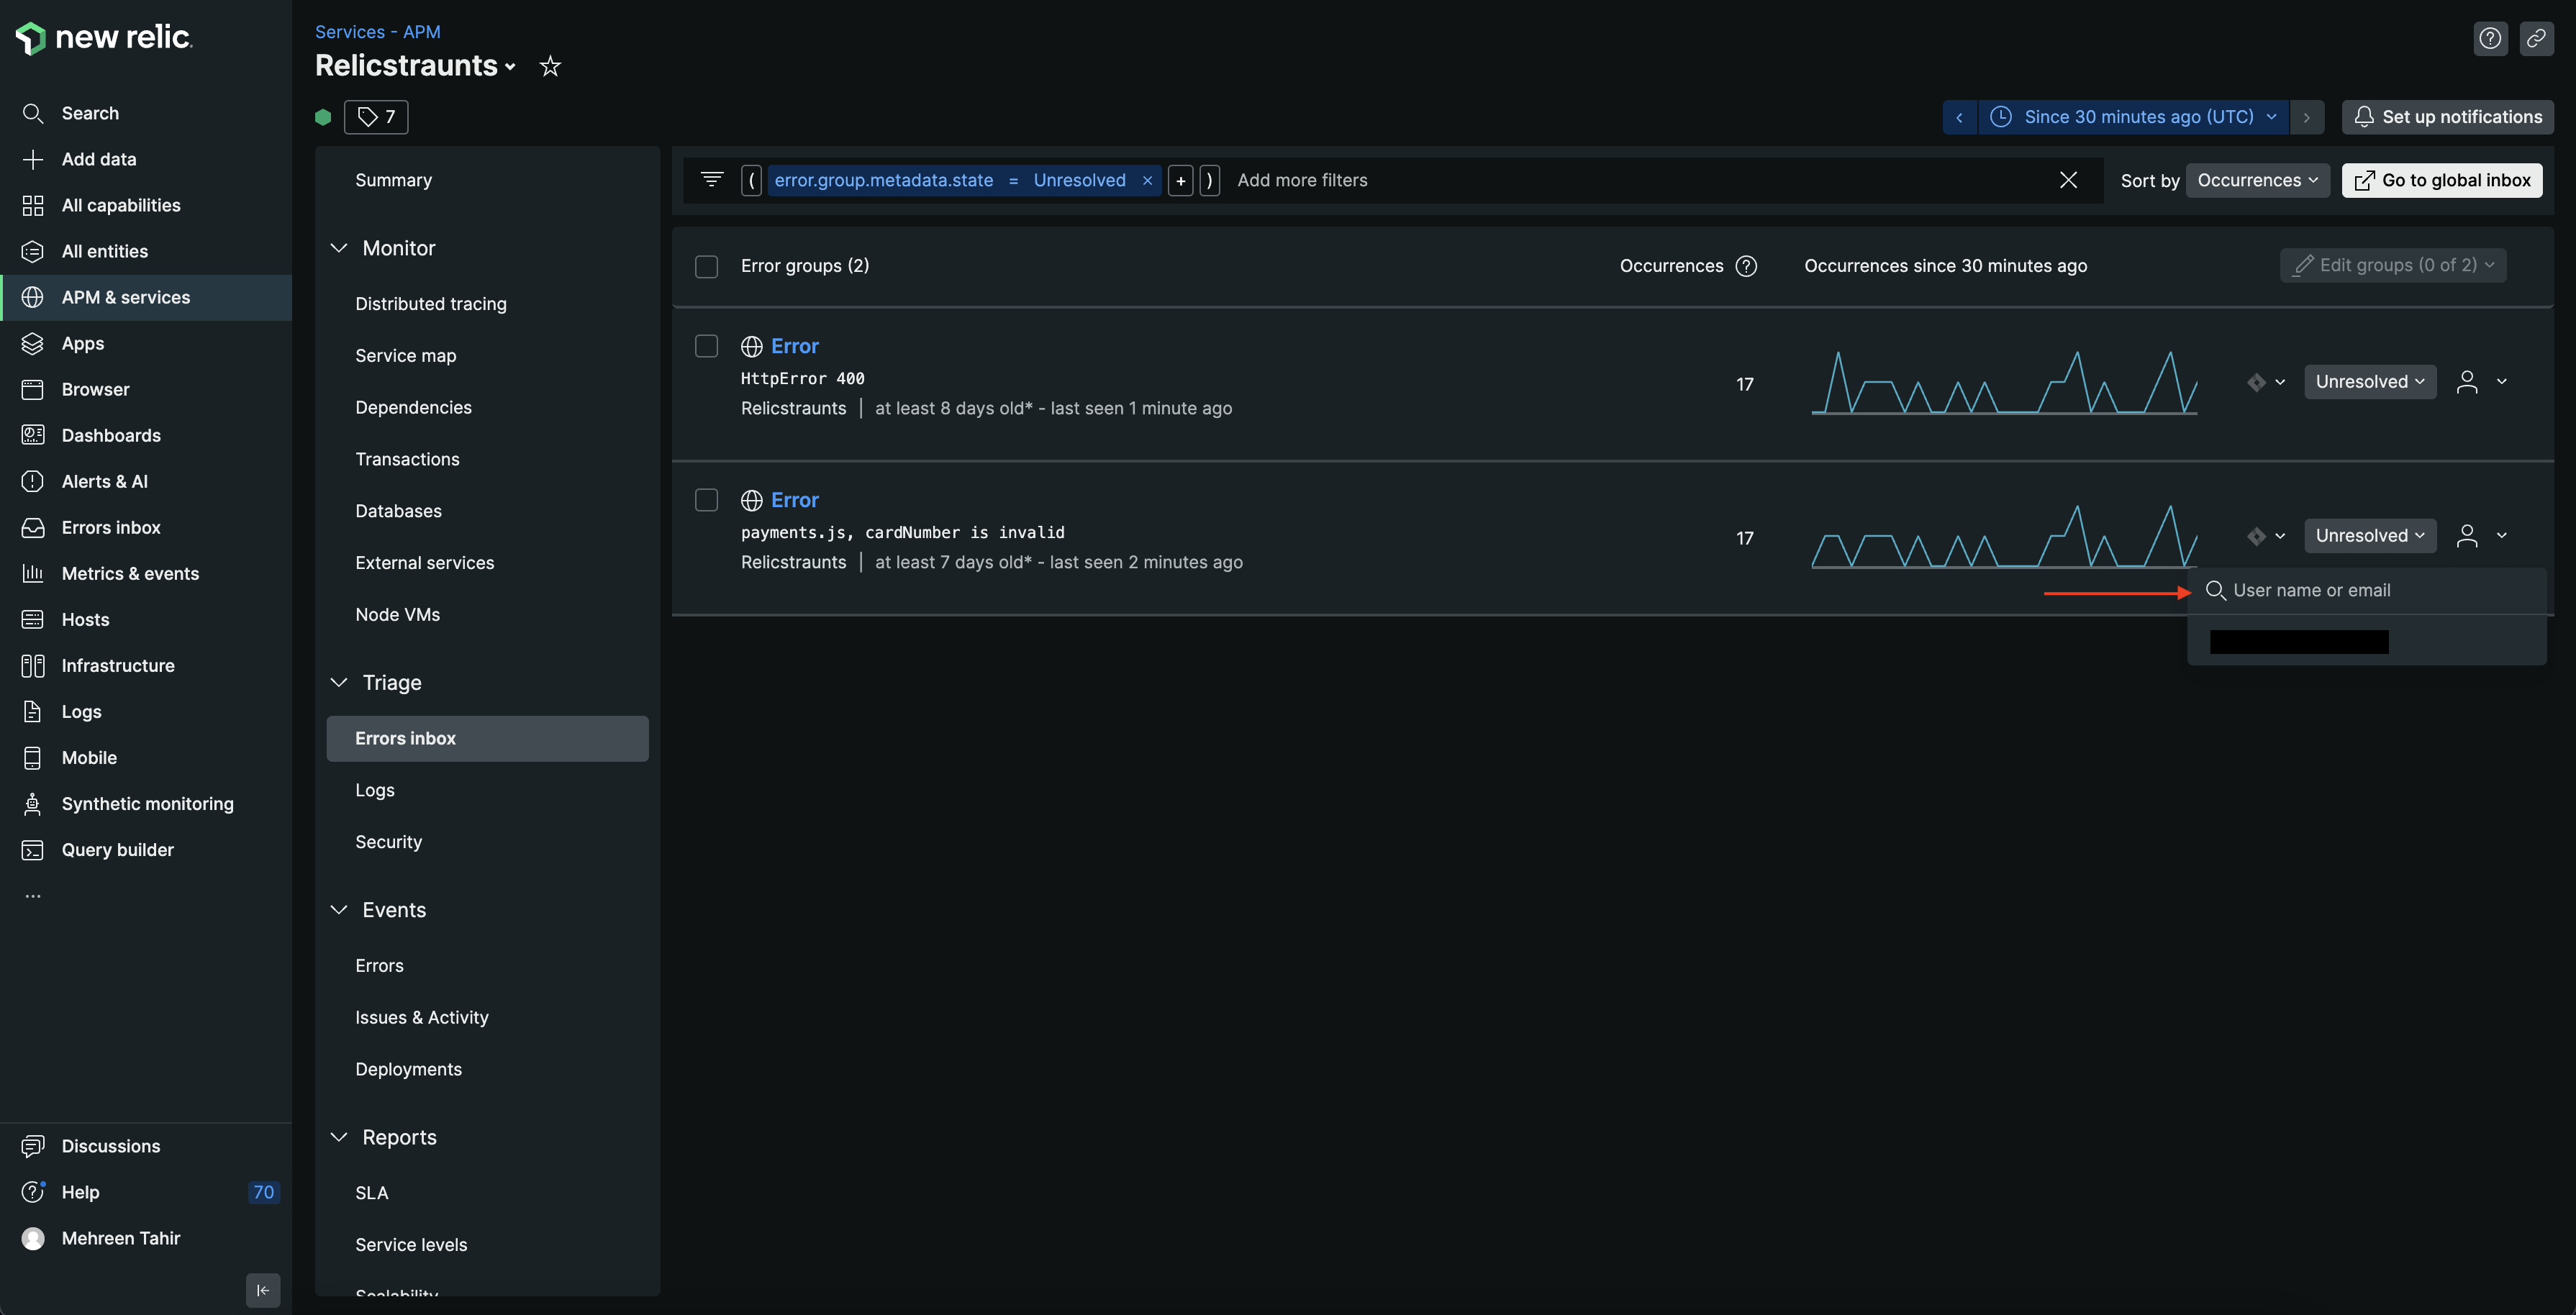 new relic.
Search
Add data
All capabilities
All entities
APM & services
Apps
Browser
Dashboards
Alerts & AI
Errors inbox
Metrics & events
Hosts
Infrastructure
Logs
Mobile
Synthetic monitoring
Query builder
...
Discussions
Help 70
Mehreen Tahir
Services - APM
Relicstraunts
7
Since 30 minutes ago (UTC)
Set up notifications
Summary
Monitor
Distributed tracing
Service map
Dependencies
Transactions
Databases
External services
Node VMs
Triage
Errors inbox
Logs
Security
Events
Errors
Issues & Activity
Deployments
Reports
SLA
Service levels
Scalability
( error.group.metadata.state = Unresolved × + ) Add more filters
Sort by Occurrences Go to global inbox
Error groups (2) Occurrences ? Occurrences since 30 minutes ago Edit groups (0 of 2)
Error
HttpError 400
Relicstraunts | at least 8 days old* - last seen 1 minute ago
17
Unresolved
Error
payments.js, cardNumber is invalid
Relicstraunts | at least 7 days old* - last seen 2 minutes ago
17
Unresolved
User name or email